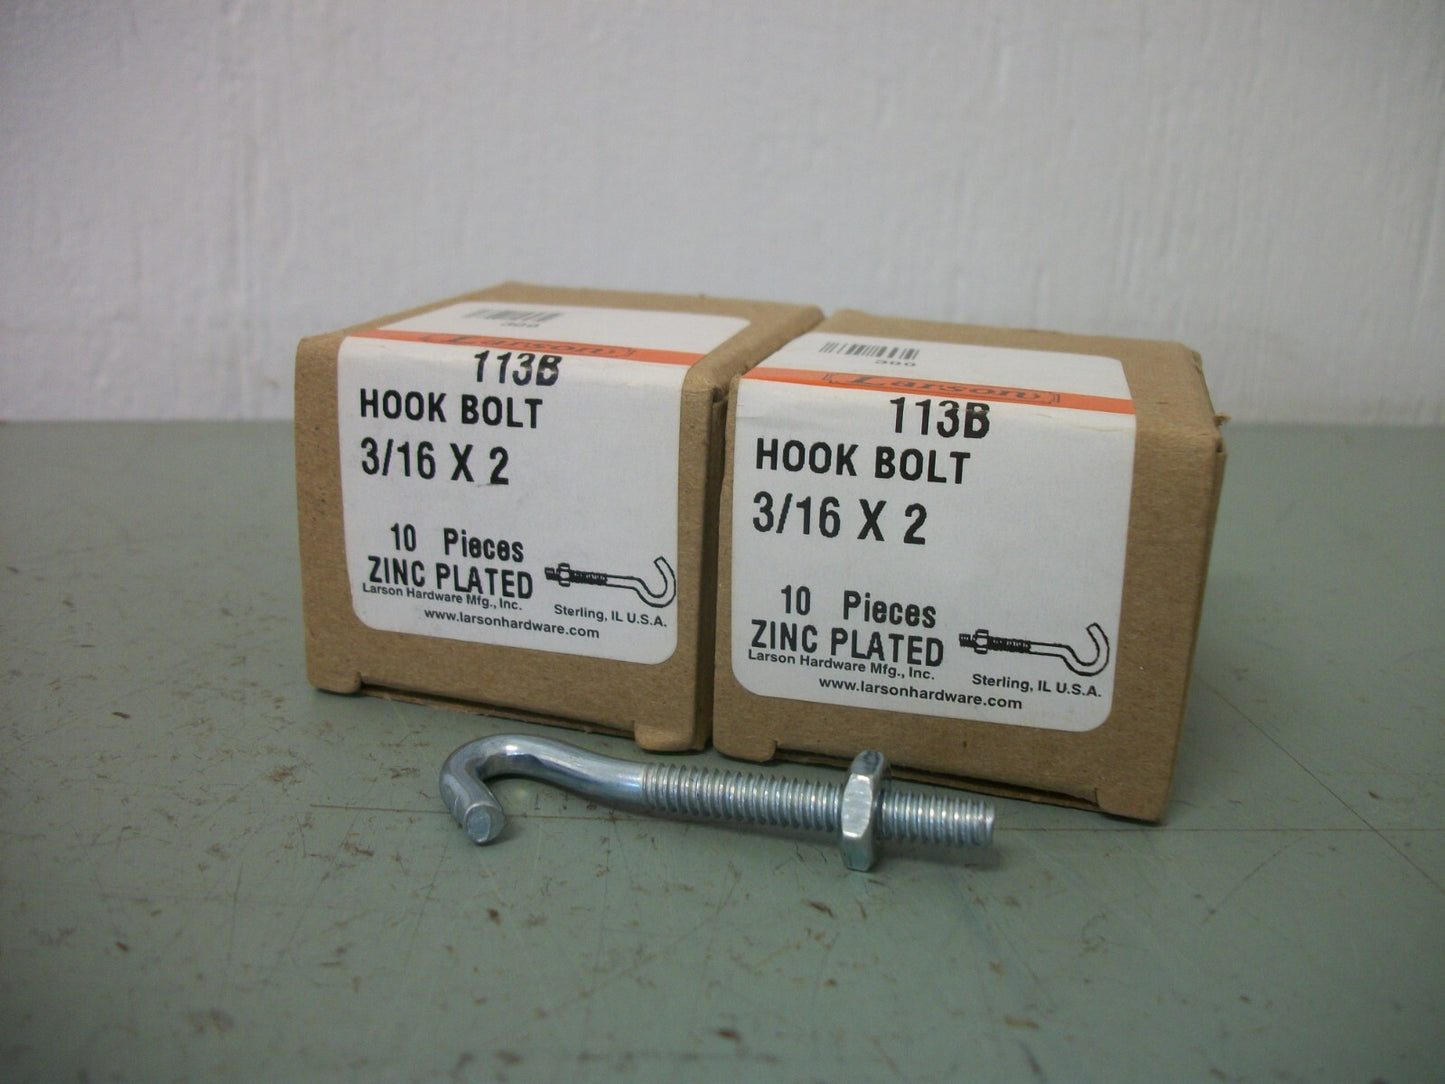 300
Larson
113B
HOOK BOLT
3/16 X 2
10 Pieces
ZINC PLATED
Larson Hardware Mfg., Inc.
Sterling, IL U.S.A.
www.larsonhardware.com
300
Larson
113B
HOOK BOLT
3/16 X 2
10 Pieces
ZINC PLATED
Larson Hardware Mfg., Inc.
Sterling, IL U.S.A.
www.larsonhardware.com